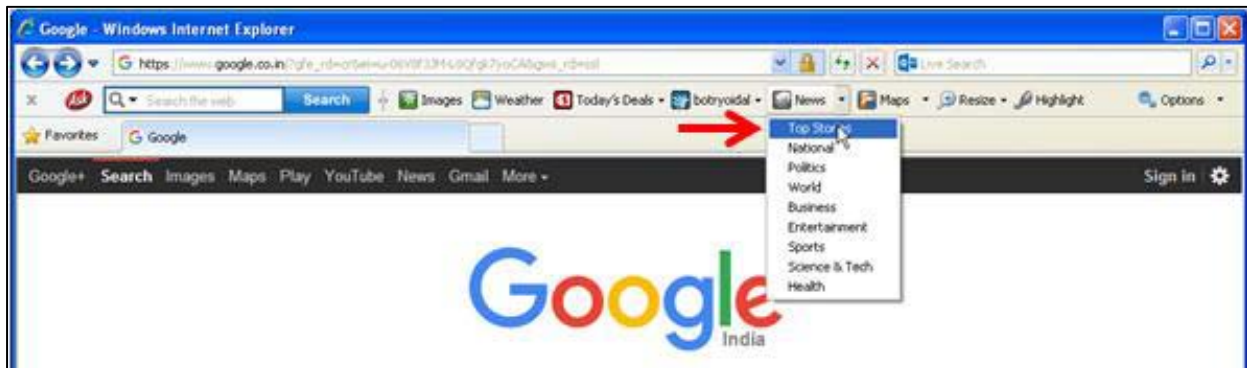 Google - Windows Internet Explorer
https://www.google.co.in
Live Search
Ask Search the web Search Images Weather Today's Deals botryoidal News Maps Resize Highlight Options
Favorites Google
Top Stories
National
Politics
World
Business
Entertainment
Sports
Science & Tech
Health
Google+ Search Images Maps Play YouTube News Gmail More Sign in
Google
India